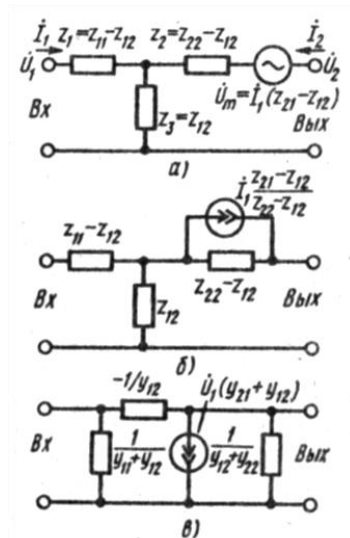 İ₁ z₁=z₁₁−z₁₂ z₂=z₂₂−z₁₂ İ₂
U̇₁ U̇₂
U̇ₘ=İ₁(z₂₁−z₁₂)
Вх z₃=z₁₂ Вых
а)
İ₁ (z₂₁−z₁₂)/(z₂₂−z₁₂)
z₁₁−z₁₂
z₂₂−z₁₂
Вх z₁₂ Вых
б)
−1/y₁₂ U̇₁(y₂₁+y₁₂)
Вх 1/(y₁₁+y₁₂) 1/(y₁₂+y₂₂) Вых
в)